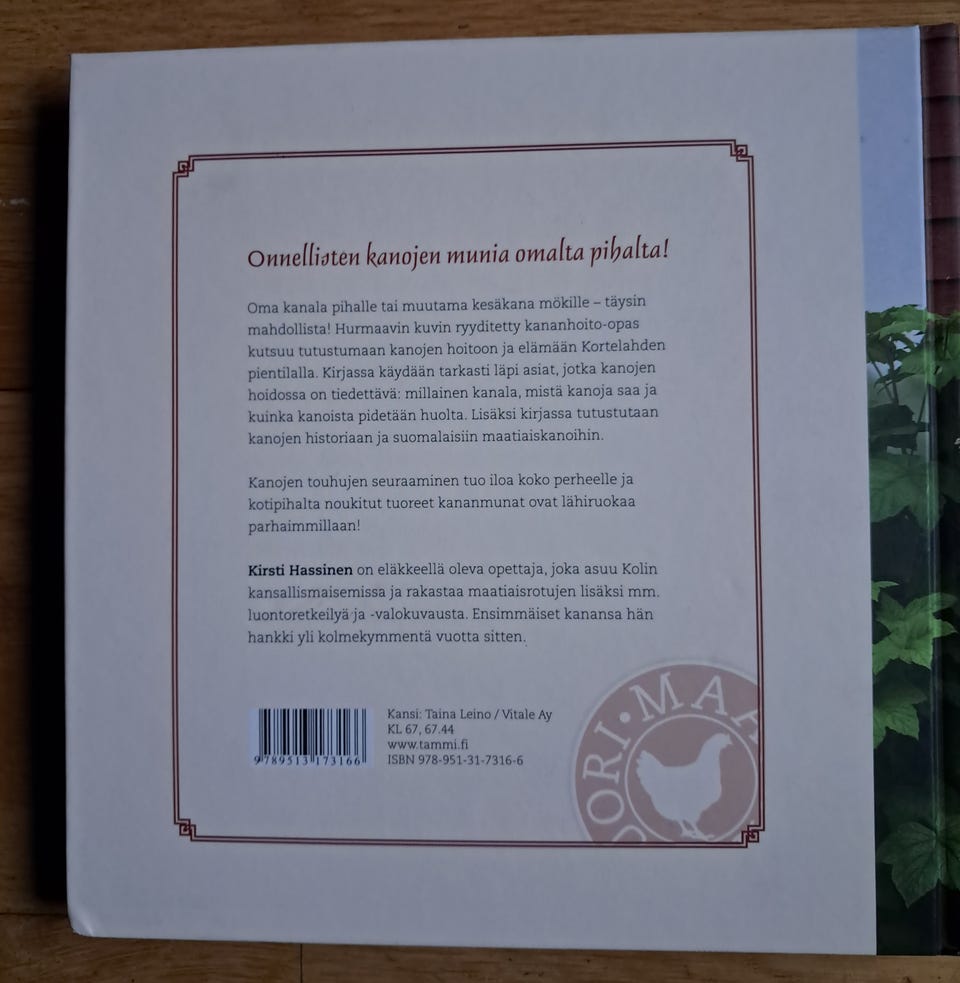 Onnellisten kanojen munia omalta pihalta!
Oma kanala pihalle tai muutama kesäkana mökille – täysin
mahdollista! Hurmaavin kuvin ryyditetty kananhoito-opas
kutsuu tutustumaan kanojen hoitoon ja elämään Kortelahden
pientilalla. Kirjassa käydään tarkasti läpi asiat, jotka kanojen
hoidossa on tiedettävä: millainen kanala, mistä kanoja saa ja
kuinka kanoista pidetään huolta. Lisäksi kirjassa tutustutaan
kanojen historiaan ja suomalaisiin maatiaiskanoihin.
Kanojen touhujen seuraaminen tuo iloa koko perheelle ja
kotipihalta noukitut tuoreet kananmunat ovat lähiruokaa
parhaimmillaan!
Kirsti Hassinen on eläkkeellä oleva opettaja, joka asuu Kolin
kansallismaisemissa ja rakastaa maatiaisrotujen lisäksi mm.
luontoretkeilyä ja -valokuvausta. Ensimmäiset kanansa hän
hankki yli kolmekymmentä vuotta sitten.
Kansi: Taina Leino / Vitale Ay
KL 67, 67.44
www.tammi.fi
ISBN 978-951-31-7316-6
9789513173166
UORI • MAA